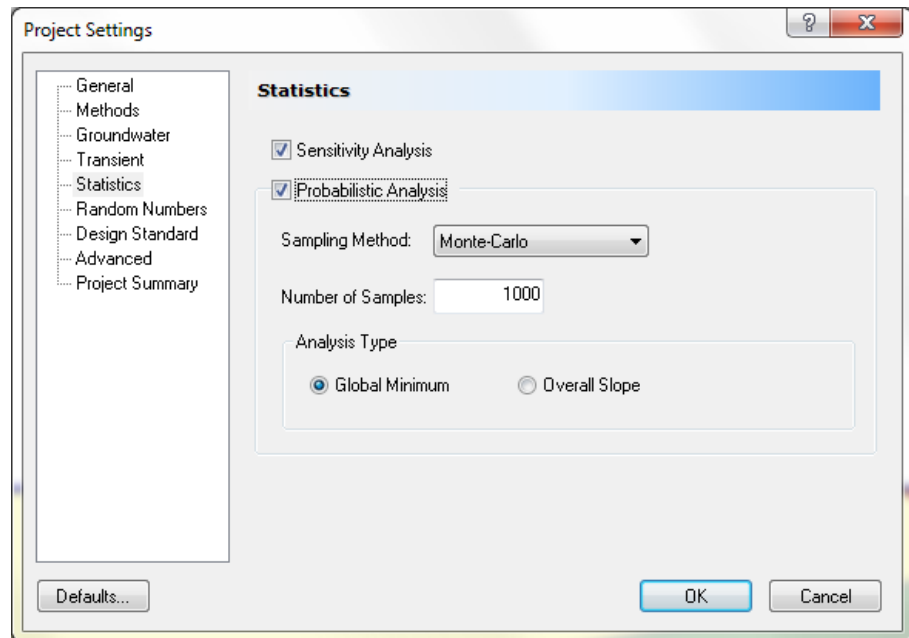 Project Settings
General
Methods
Groundwater
Transient
Statistics
Random Numbers
Design Standard
Advanced
Project Summary
Statistics
Sensitivity Analysis
Probabilistic Analysis
Sampling Method: Monte-Carlo
Number of Samples: 1000
Analysis Type
Global Minimum Overall Slope
Defaults... OK Cancel